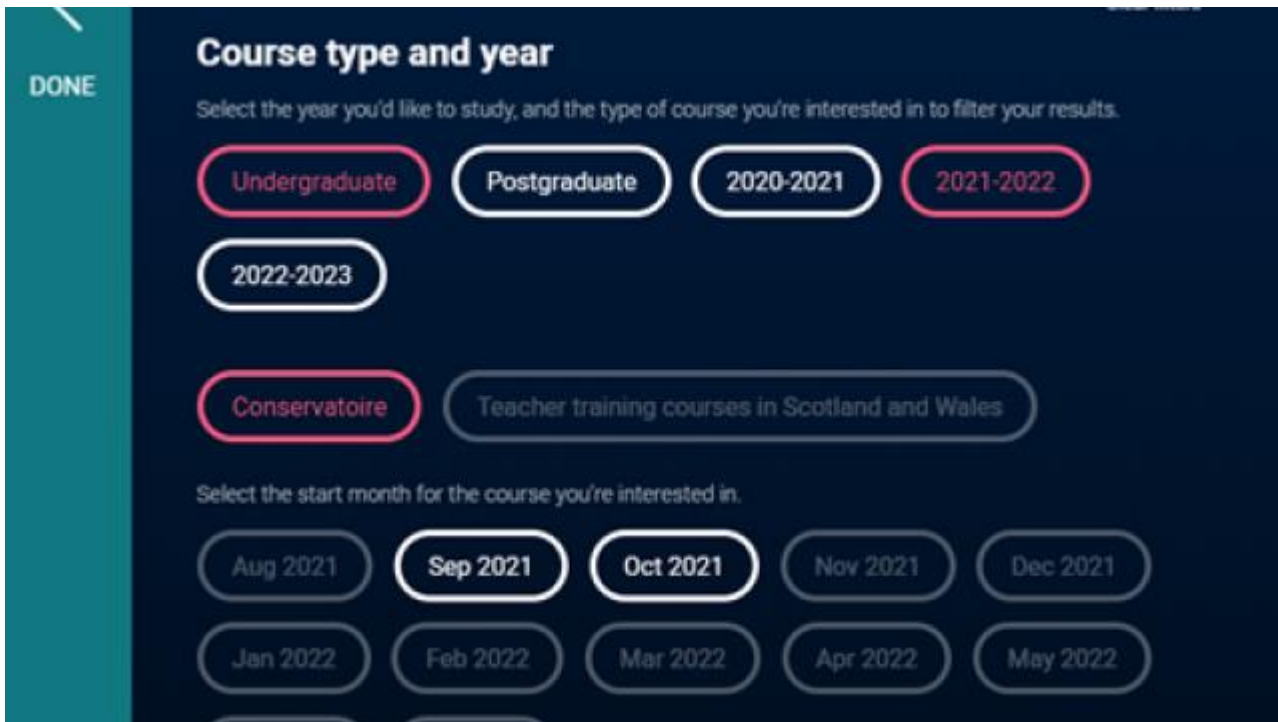 Course type and year
DONE
Select the year you'd like to study, and the type of course you're interested in to filter your results.
Undergraduate Postgraduate 2020-2021 2021-2022
2022-2023
Conservatoire Teacher training courses in Scotland and Wales
Select the start month for the course you're interested in.
Aug 2021 Sep 2021 Oct 2021 Nov 2021 Dec 2021
Jan 2022 Feb 2022 Mar 2022 Apr 2022 May 2022